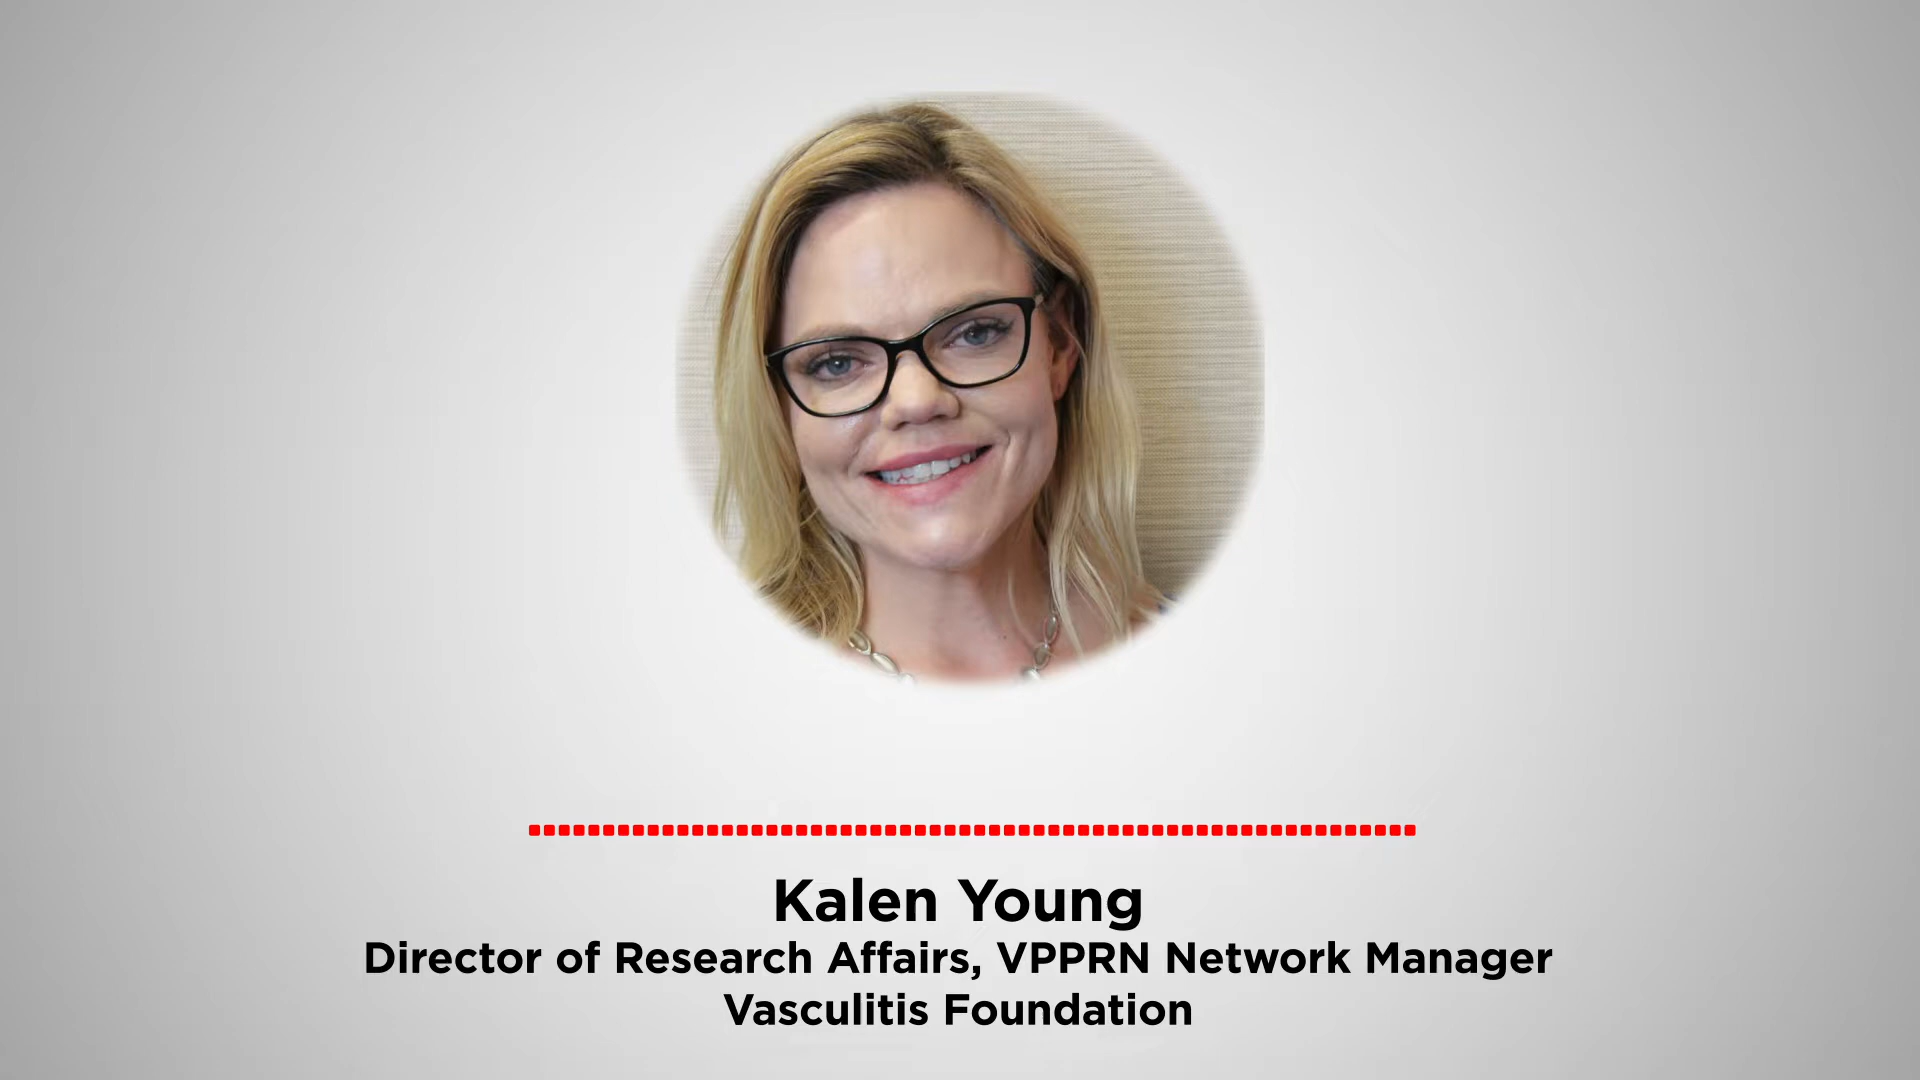 Kalen Young
Director of Research Affairs, VPPRN Network Manager
Vasculitis Foundation